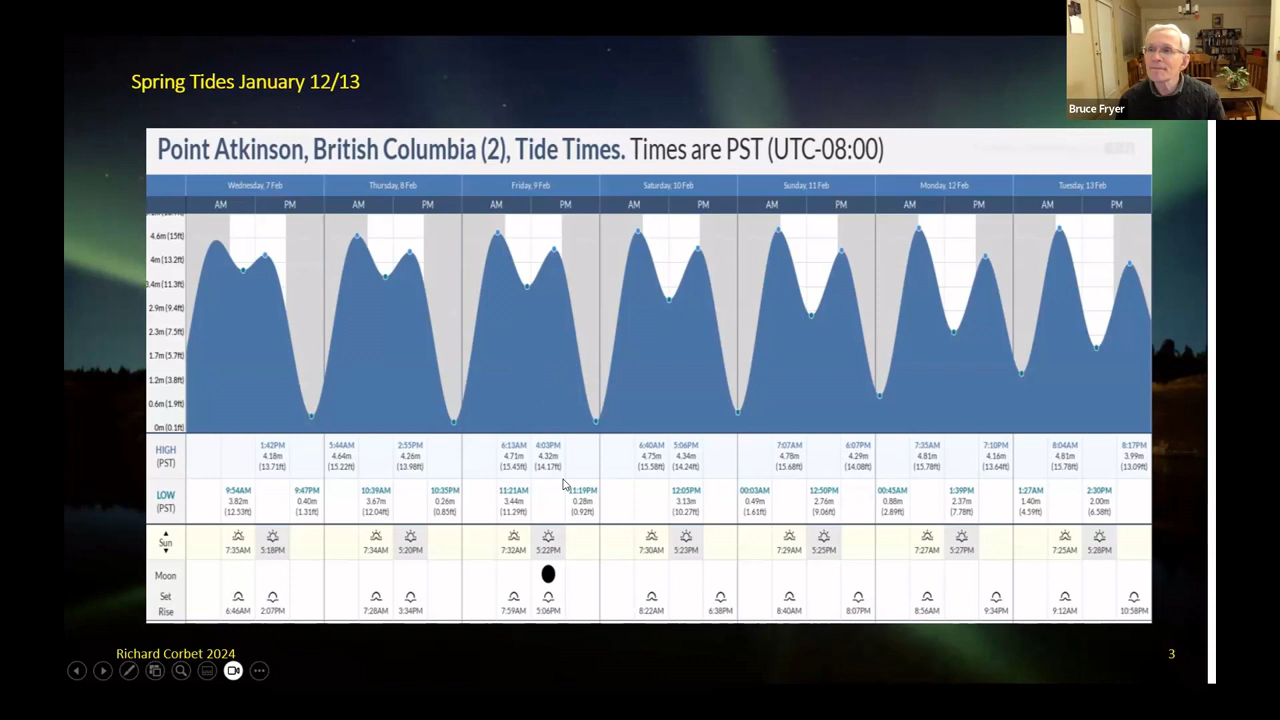 Spring Tides January 12/13
Bruce Fryer
Point Atkinson, British Columbia (2), Tide Times. Times are PST (UTC-08:00)
Wednesday, 7 Feb Thursday, 8 Feb Friday, 9 Feb Saturday, 10 Feb Sunday, 11 Feb Monday, 12 Feb Tuesday, 13 Feb
AM PM AM PM AM PM AM PM AM PM AM PM AM PM
4.6m (15ft)
4m (13.2ft)
3.4m (11.3ft)
2.9m (9.4ft)
2.3m (7.5ft)
1.7m (5.7ft)
1.2m (3.8ft)
0.6m (1.9ft)
0m (0.1ft)
HIGH 1:42PM 5:44AM 2:55PM 6:13AM 4:03PM 6:40AM 5:06PM 7:07AM 6:07PM 7:35AM 7:10PM 8:04AM 8:17PM
(PST) 4.18m 4.64m 4.26m 4.71m 4.32m 4.75m 4.34m 4.78m 4.29m 4.81m 4.16m 4.81m 3.99m
(13.71ft) (15.22ft) (13.98ft) (15.45ft) (14.17ft) (15.58ft) (14.24ft) (15.68ft) (14.08ft) (15.78ft) (13.64ft) (15.78ft) (13.09ft)
LOW 9:54AM 9:47PM 10:39AM 10:35PM 11:21AM 11:19PM 12:05PM 00:03AM 12:50PM 00:45AM 1:39PM 1:27AM 2:30PM
(PST) 3.82m 0.40m 3.67m 0.26m 3.44m 0.28m 3.13m 0.49m 2.76m 0.88m 2.37m 1.40m 2.00m
(12.53ft) (1.31ft) (12.04ft) (0.85ft) (11.29ft) (0.92ft) (10.27ft) (1.61ft) (9.06ft) (2.89ft) (7.78ft) (4.59ft) (6.58ft)
Sun 7:35AM 5:18PM 7:34AM 5:20PM 7:32AM 5:22PM 7:30AM 5:23PM 7:29AM 5:25PM 7:27AM 5:27PM 7:25AM 5:28PM
Moon
Set
Rise 6:46AM 2:07PM 7:28AM 3:34PM 7:59AM 5:06PM 8:22AM 6:38PM 8:40AM 8:07PM 8:56AM 9:34PM 9:12AM 10:58PM
Richard Corbet 2024
3